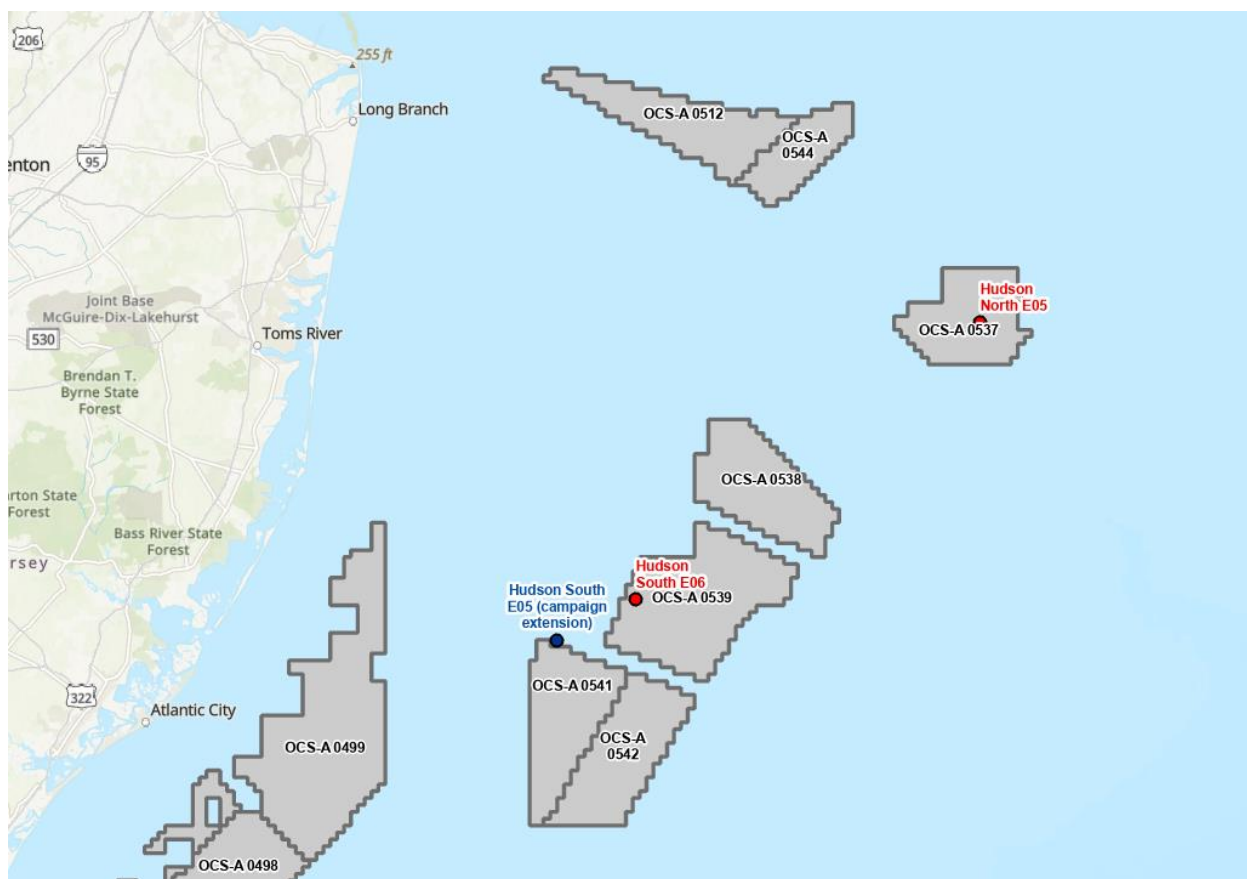 206
255 ft
Long Branch
OCS-A 0512
OCS-A
0544
enton
95
Joint Base
McGuire-Dix-Lakehurst
530
Toms River
Hudson
North E05
OCS-A 0537
Brendan T.
Byrne State
Forest
OCS-A 0538
arton State
Forest
Bass River State
Forest
ersey
Hudson
South E06
OCS-A 0539
Hudson South
E05 (campaign
extension)
OCS-A 0541
322
Atlantic City
OCS-A 0499
OCS-A
0542
OCS-A 0498